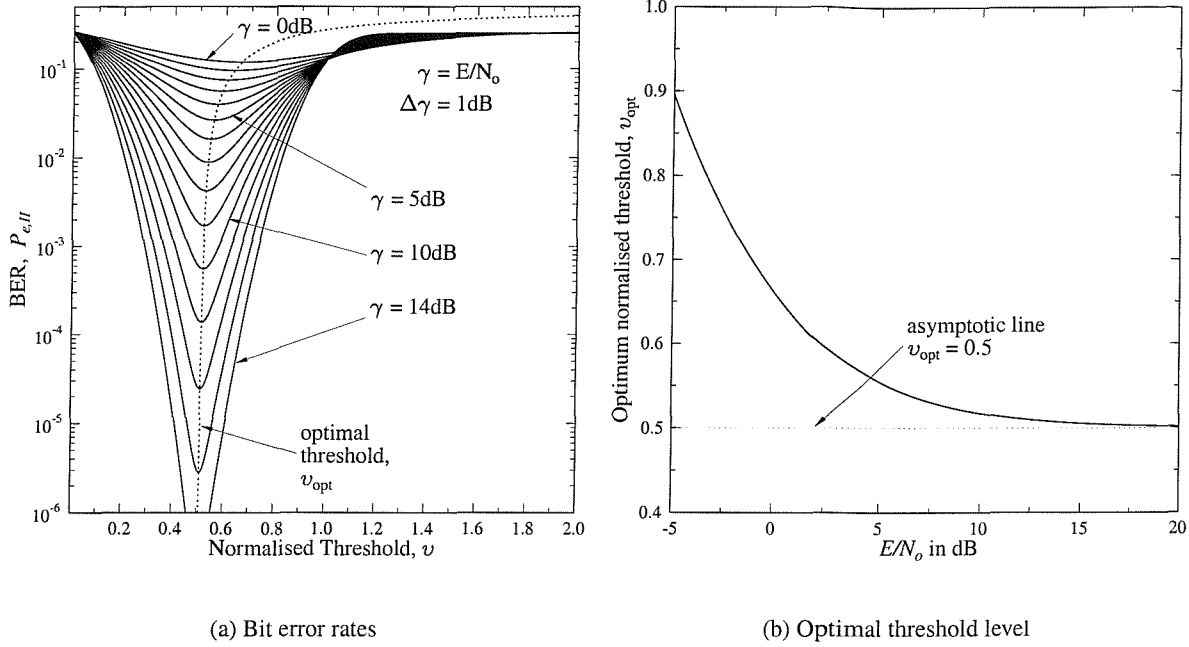 γ = 0dB
γ = E/Nₒ
Δγ = 1dB
γ = 5dB
γ = 10dB
γ = 14dB
optimal
threshold,
υopt
BER, Pe,II
10⁻¹
10⁻²
10⁻³
10⁻⁴
10⁻⁵
10⁻⁶
0.2 0.4 0.6 0.8 1.0 1.2 1.4 1.6 1.8 2.0
Normalised Threshold, υ
(a) Bit error rates
Optimum normalised threshold, υopt
1.0
0.9
0.8
0.7
0.6
0.5
0.4
asymptotic line
υopt = 0.5
-5 0 5 10 15 20
E/Nₒ in dB
(b) Optimal threshold level